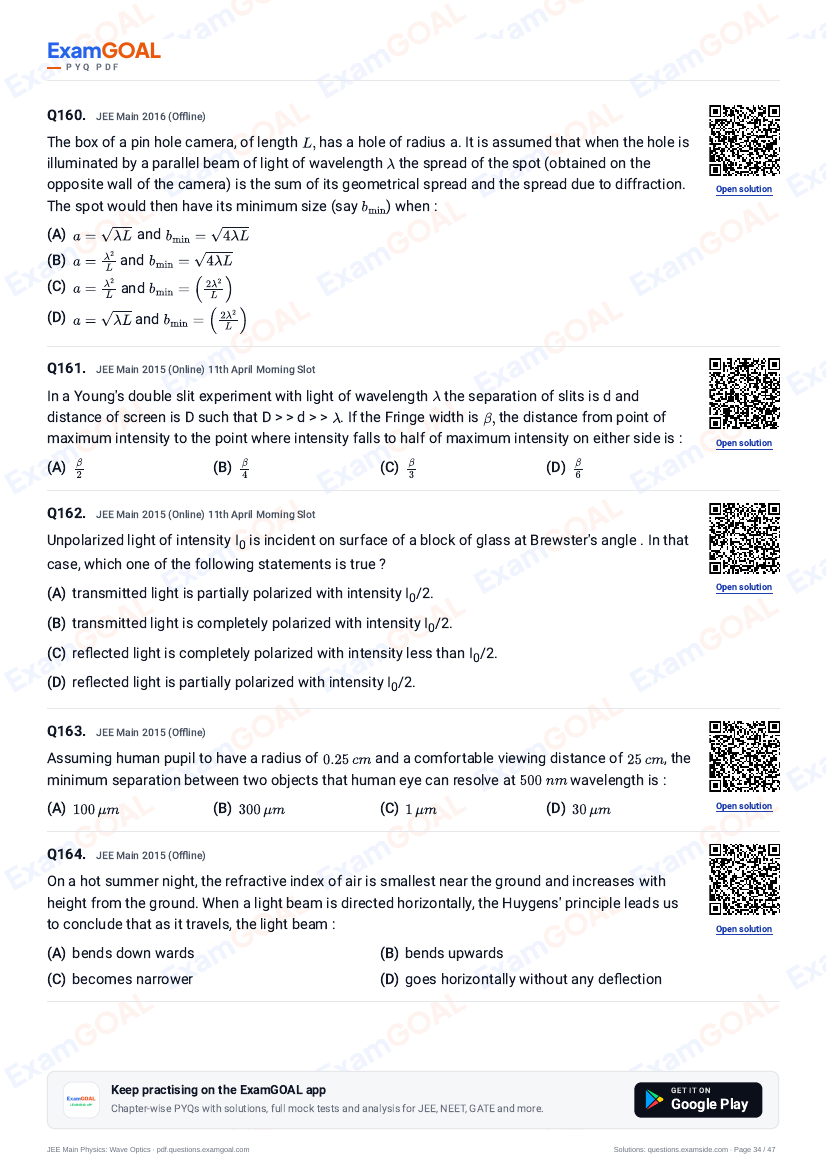 ExamGOAL
PYQ PDF
Q160. JEE Main 2016 (Offline)
The box of a pin hole camera, of length L, has a hole of radius a. It is assumed that when the hole is
illuminated by a parallel beam of light of wavelength λ the spread of the spot (obtained on the
opposite wall of the camera) is the sum of its geometrical spread and the spread due to diffraction.
The spot would then have its minimum size (say b_min) when :
Open solution
(A) a = √(λL) and b_min = √(4λL)
(B) a = λ²/L and b_min = √(4λL)
(C) a = λ²/L and b_min = (2λ²/L)
(D) a = √(λL) and b_min = (2λ²/L)
Q161. JEE Main 2015 (Online) 11th April Morning Slot
In a Young's double slit experiment with light of wavelength λ the separation of slits is d and
distance of screen is D such that D > > d > > λ. If the Fringe width is β, the distance from point of
maximum intensity to the point where intensity falls to half of maximum intensity on either side is :
Open solution
(A) β/2 (B) β/4 (C) β/3 (D) β/6
Q162. JEE Main 2015 (Online) 11th April Morning Slot
Unpolarized light of intensity I₀ is incident on surface of a block of glass at Brewster's angle . In that
case, which one of the following statements is true ?
Open solution
(A) transmitted light is partially polarized with intensity I₀/2.
(B) transmitted light is completely polarized with intensity I₀/2.
(C) reflected light is completely polarized with intensity less than I₀/2.
(D) reflected light is partially polarized with intensity I₀/2.
Q163. JEE Main 2015 (Offline)
Assuming human pupil to have a radius of 0.25 cm and a comfortable viewing distance of 25 cm, the
minimum separation between two objects that human eye can resolve at 500 nm wavelength is :
Open solution
(A) 100 μm (B) 300 μm (C) 1 μm (D) 30 μm
Q164. JEE Main 2015 (Offline)
On a hot summer night, the refractive index of air is smallest near the ground and increases with
height from the ground. When a light beam is directed horizontally, the Huygens' principle leads us
to conclude that as it travels, the light beam :
Open solution
(A) bends down wards (B) bends upwards
(C) becomes narrower (D) goes horizontally without any deflection
ExamGOAL
Keep practising on the ExamGOAL app
Chapter-wise PYQs with solutions, full mock tests and analysis for JEE, NEET, GATE and more.
GET IT ON
Google Play
JEE Main Physics: Wave Optics · pdf.questions.examgoal.com Solutions: questions.examside.com · Page 34 / 47